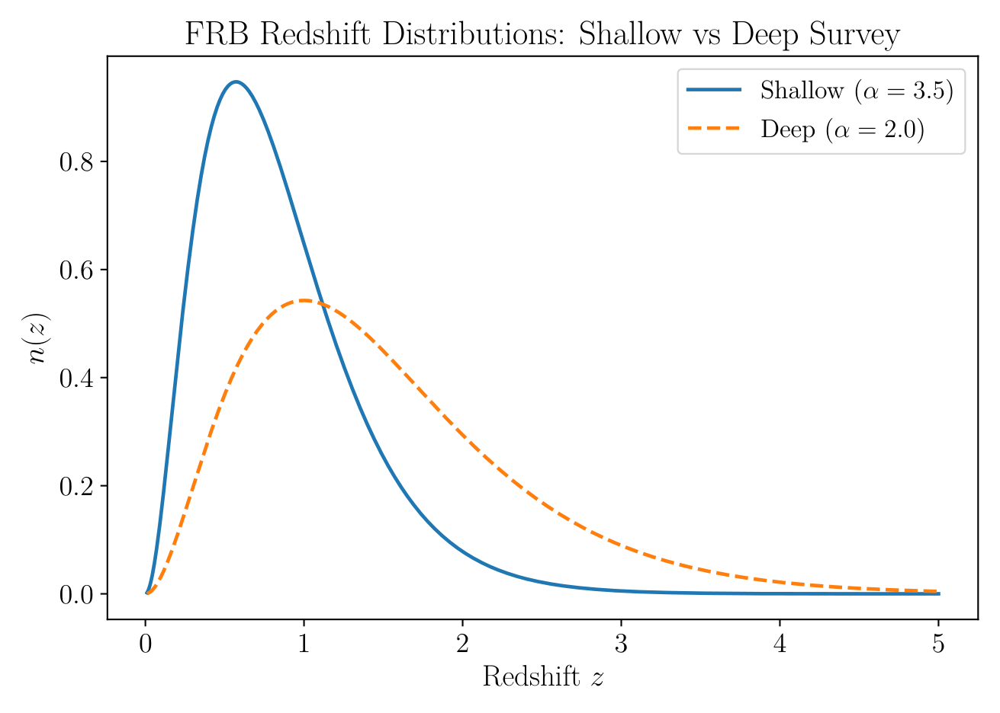 FRB Redshift Distributions: Shallow vs Deep Survey
Shallow (α = 3.5)
Deep (α = 2.0)
n(z)
0.8
0.6
0.4
0.2
0.0
0 1 2 3 4 5
Redshift z